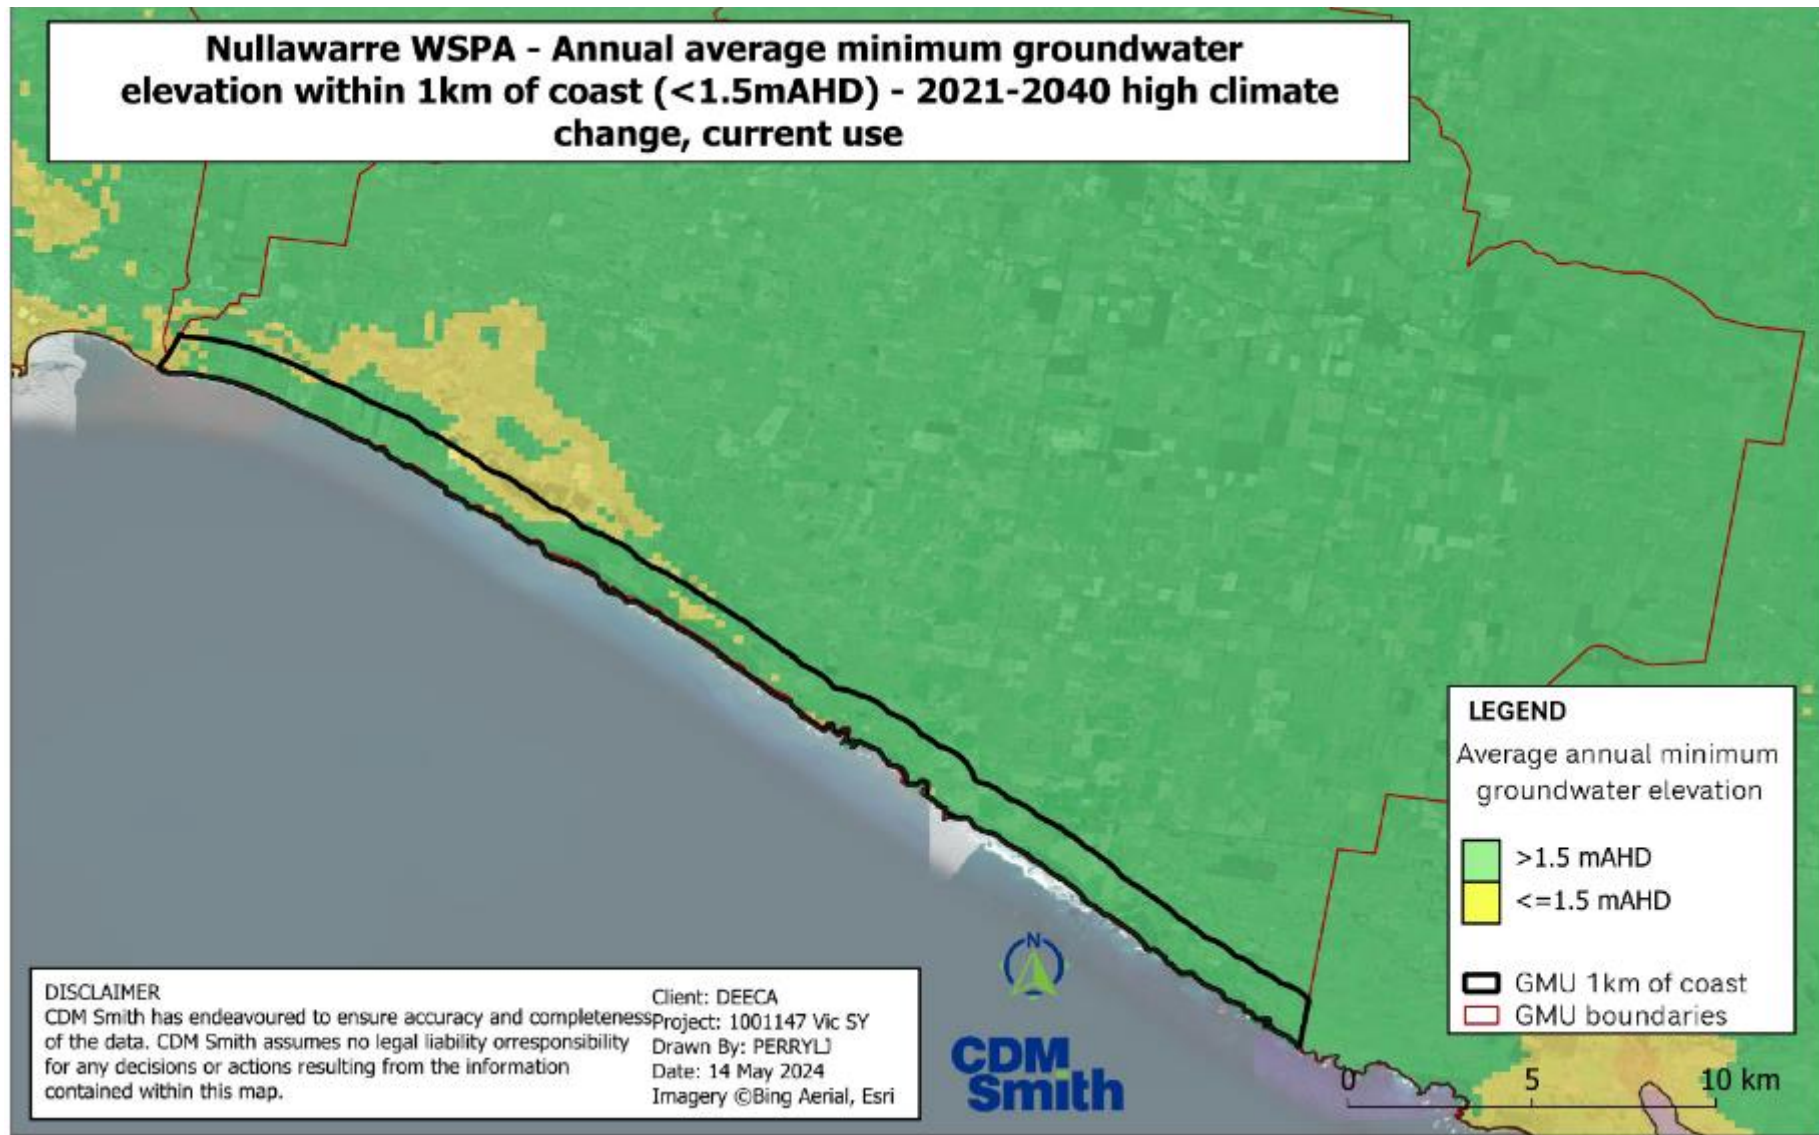 Nullawarre WSPA - Annual average minimum groundwater
elevation within 1km of coast (<1.5mAHD) - 2021-2040 high climate
change, current use
LEGEND
Average annual minimum
groundwater elevation
>1.5 mAHD
<=1.5 mAHD
GMU 1km of coast
GMU boundaries
DISCLAIMER
CDM Smith has endeavoured to ensure accuracy and completeness
of the data. CDM Smith assumes no legal liability orresponsibility
for any decisions or actions resulting from the information
contained within this map.
Client: DEECA
Project: 1001147 Vic SY
Drawn By: PERRYLJ
Date: 14 May 2024
Imagery ©Bing Aerial, Esri
N
CDM
Smith
0 5 10 km